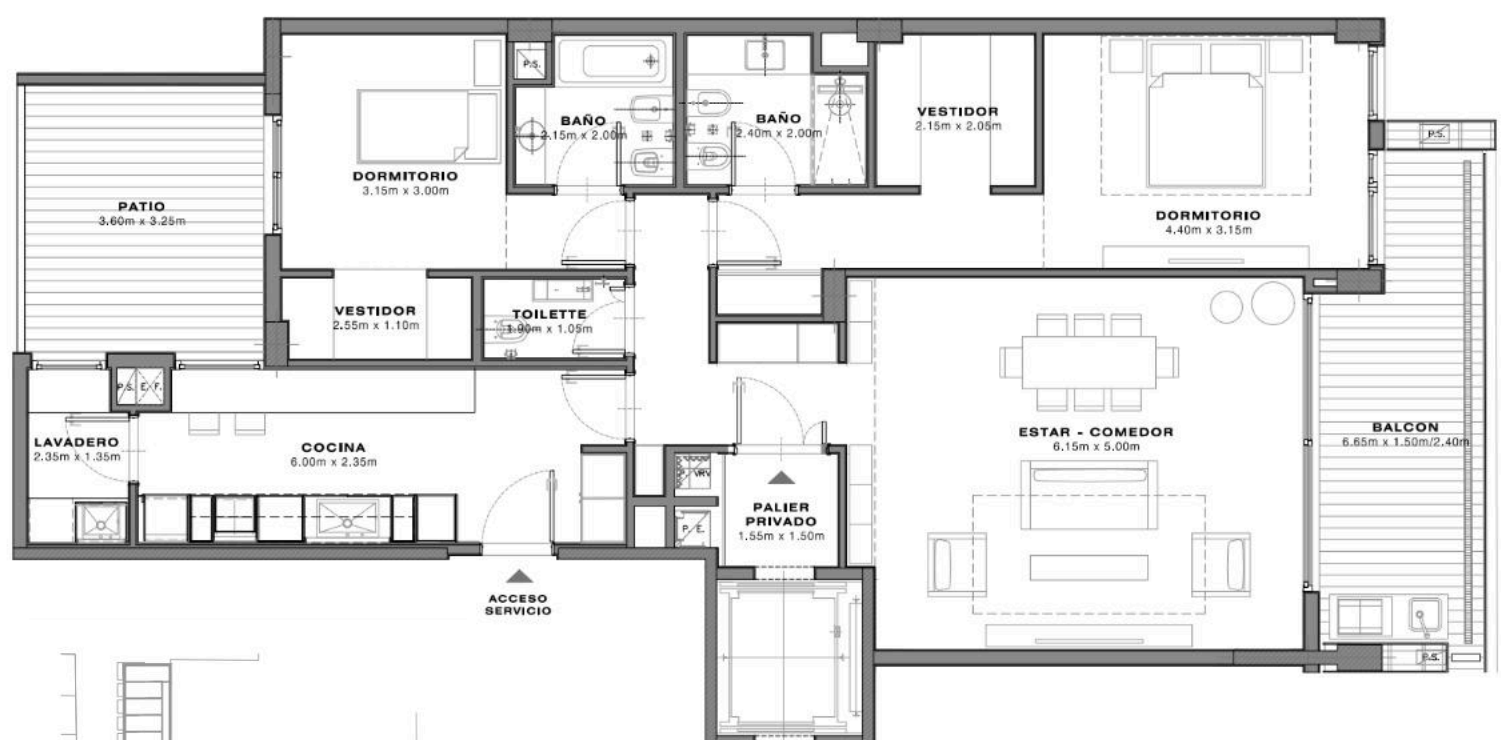 P.S.
BAÑO
2.15m x 2.00m
BAÑO
2.40m x 2.00m
VESTIDOR
2.15m x 2.05m
P.S.
DORMITORIO
3.15m x 3.00m
PATIO
3.60m x 3.25m
DORMITORIO
4.40m x 3.15m
VESTIDOR
2.55m x 1.10m
TOILETTE
1.90m x 1.05m
P.S. E.F.
LAVADERO
2.35m x 1.35m
COCINA
6.00m x 2.35m
ESTAR - COMEDOR
6.15m x 5.00m
BALCON
6.65m x 1.50m/2.40m
VRV
P. E.
PALIER
PRIVADO
1.55m x 1.50m
ACCESO
SERVICIO
P.S.